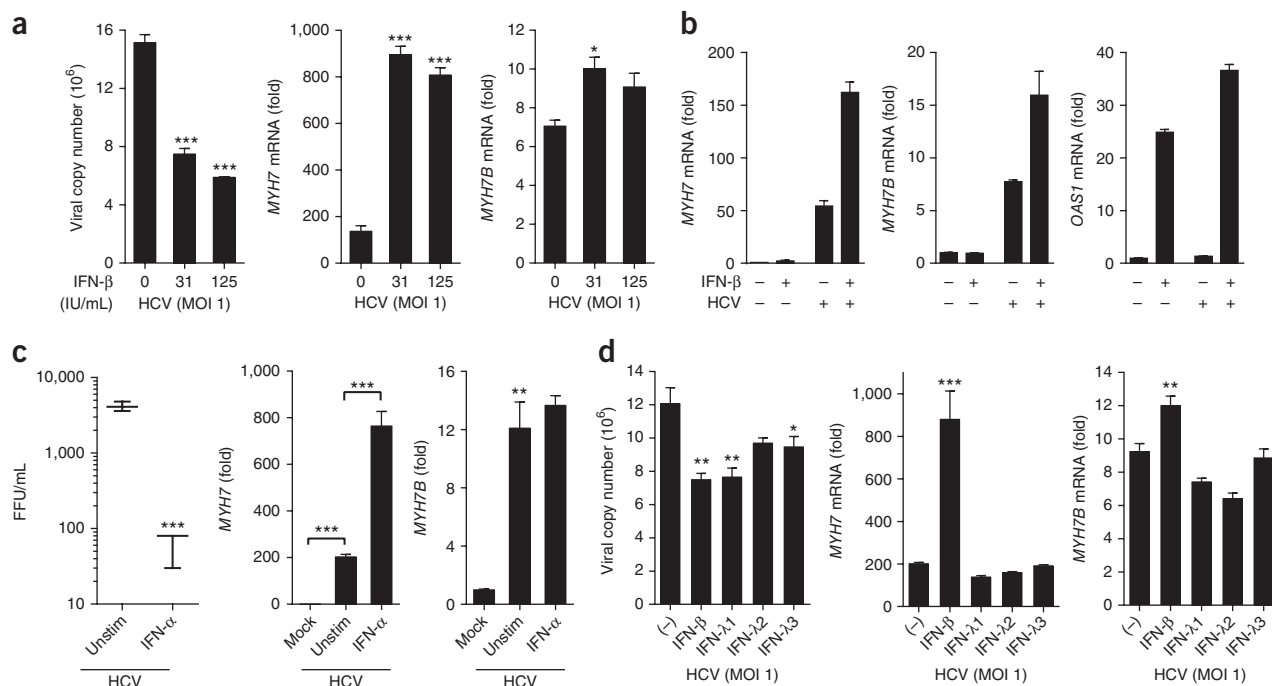 a
Viral copy number (10⁶)
16
12
8
4
0
***
***
IFN-β
(IU/mL)
0 31 125
HCV (MOI 1)
MYH7 mRNA (fold)
1,000
800
600
400
200
0
***
***
0 31 125
HCV (MOI 1)
MYH7B mRNA (fold)
12
10
8
6
4
2
0
*
0 31 125
HCV (MOI 1)
b
MYH7 mRNA (fold)
200
150
100
50
0
IFN-β
HCV
– + – +
– – + +
MYH7B mRNA (fold)
20
15
10
5
0
– + – +
– – + +
OAS1 mRNA (fold)
40
30
20
10
0
– + – +
– – + +
c
FFU/mL
10,000
1,000
100
10
***
Unstim
IFN-α
HCV
MYH7 (fold)
1,000
800
600
400
200
0
***
***
Mock
Unstim
IFN-α
HCV
MYH7B (fold)
16
12
8
4
0
**
Mock
Unstim
IFN-α
HCV
d
Viral copy number (10⁶)
14
12
10
8
6
4
2
0
**
**
*
(–)
IFN-β
IFN-λ1
IFN-λ2
IFN-λ3
HCV (MOI 1)
MYH7 mRNA (fold)
1,000
800
600
400
200
0
***
(–)
IFN-β
IFN-λ1
IFN-λ2
IFN-λ3
HCV (MOI 1)
MYH7B mRNA (fold)
14
12
10
8
6
4
2
0
**
(–)
IFN-β
IFN-λ1
IFN-λ2
IFN-λ3
HCV (MOI 1)